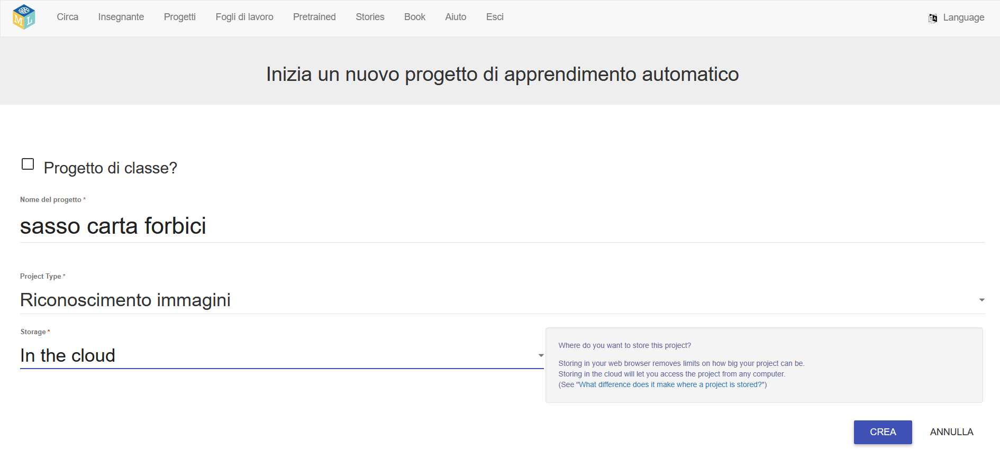 ML
Circa Insegnante Progetti Fogli di lavoro Pretrained Stories Book Aiuto Esci Language
Inizia un nuovo progetto di apprendimento automatico
Progetto di classe?
Nome del progetto *
sasso carta forbici
Project Type *
Riconoscimento immagini
Storage *
In the cloud
Where do you want to store this project?
Storing in your web browser removes limits on how big your project can be.
Storing in the cloud will let you access the project from any computer.
(See "What difference does it make where a project is stored?")
CREA ANNULLA